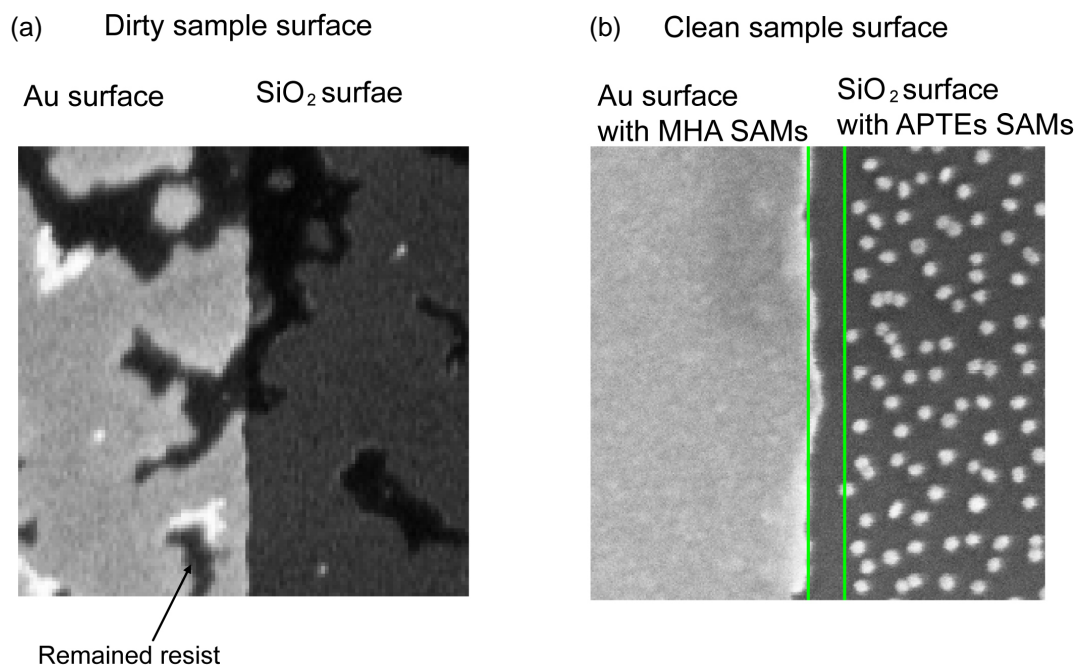 (a) Dirty sample surface
Au surface
SiO₂ surfae
Remained resist
(b) Clean sample surface
Au surface
with MHA SAMs
SiO₂ surface
with APTEs SAMs